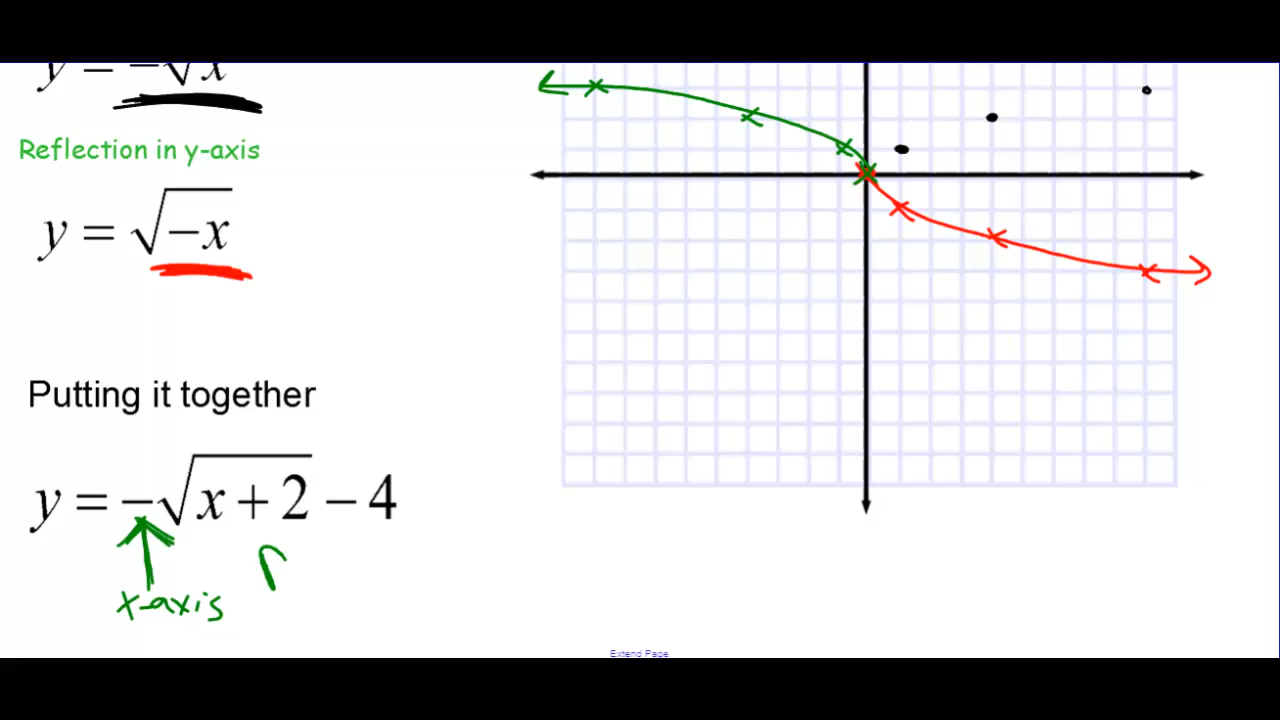 y = -√x
Reflection in y-axis
y = √-x
Putting it together
y = -√x + 2 - 4
x-axis
Extend Page